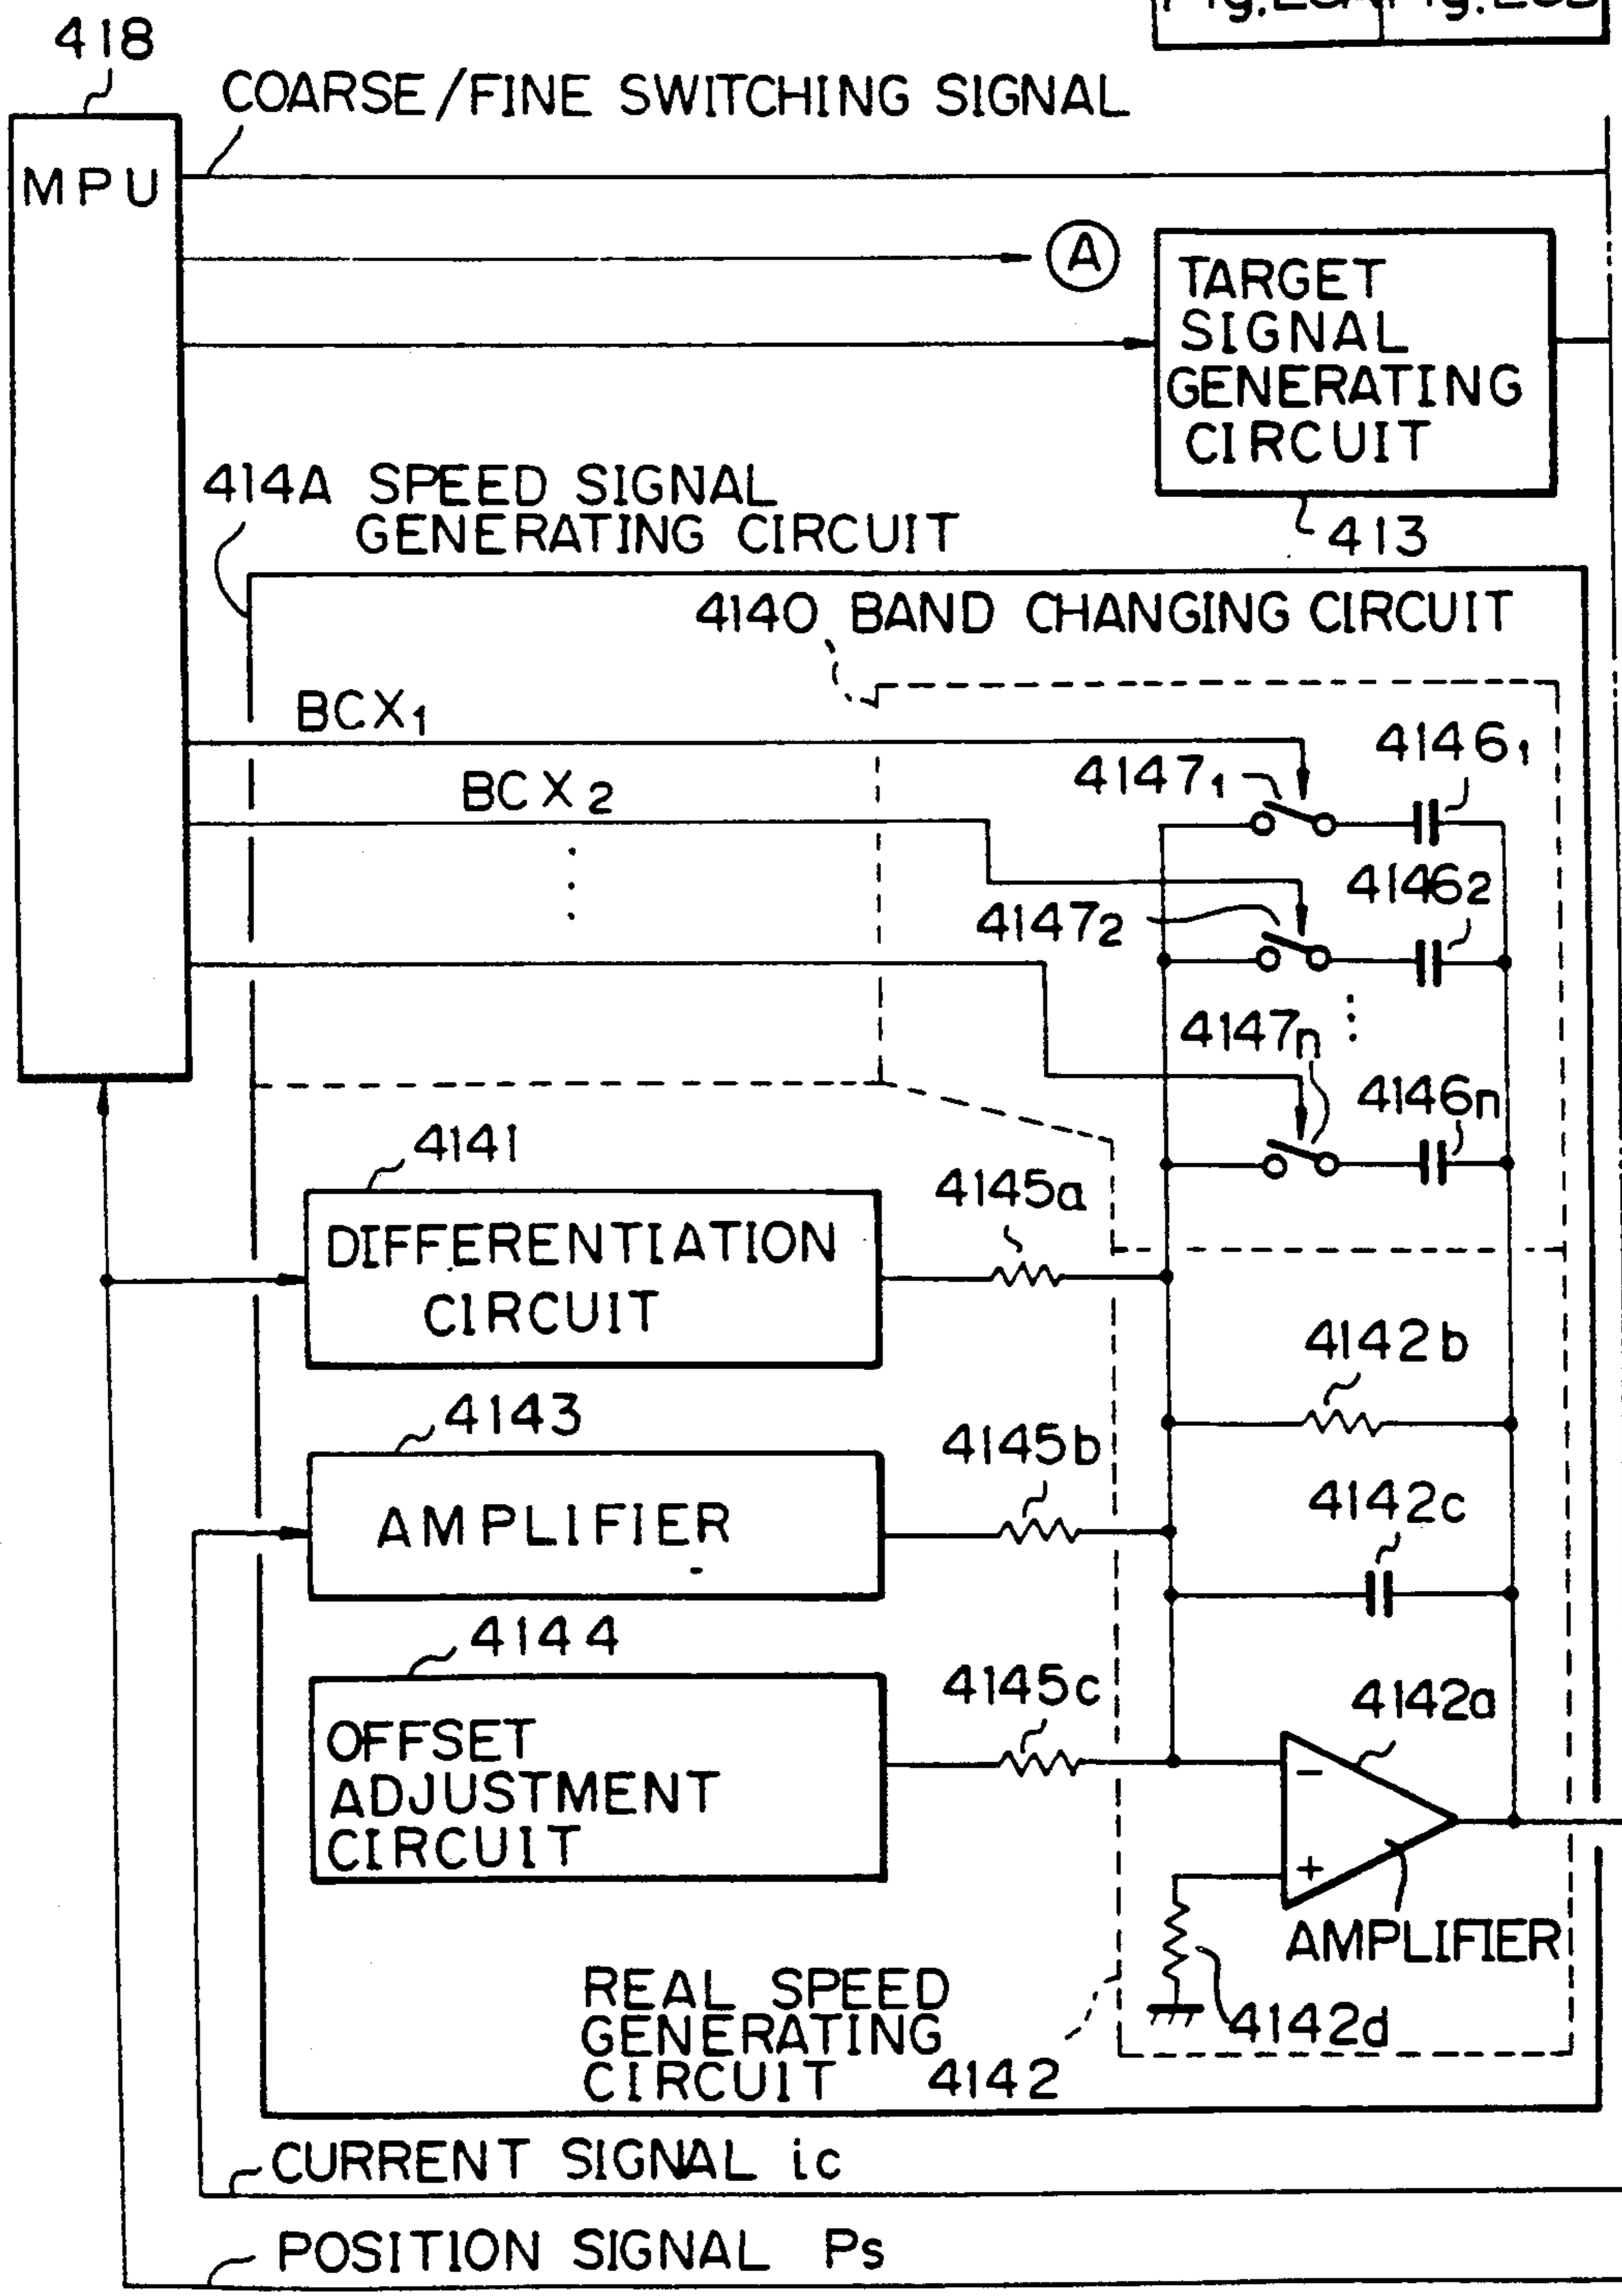 418
COARSE/FINE SWITCHING SIGNAL
MPU
A
TARGET
SIGNAL
GENERATING
CIRCUIT
413
414A SPEED SIGNAL
GENERATING CIRCUIT
4140 BAND CHANGING CIRCUIT
BCX1
41461
41471
BCX2
41462
41472
4147n
4146n
4141
4145a
DIFFERENTIATION
CIRCUIT
4142b
4143
4145b
AMPLIFIER
4142c
4144
4145c
4142a
OFFSET
ADJUSTMENT
CIRCUIT
−
+
AMPLIFIER
REAL SPEED
GENERATING
CIRCUIT 4142
4142d
CURRENT SIGNAL ic
POSITION SIGNAL Ps